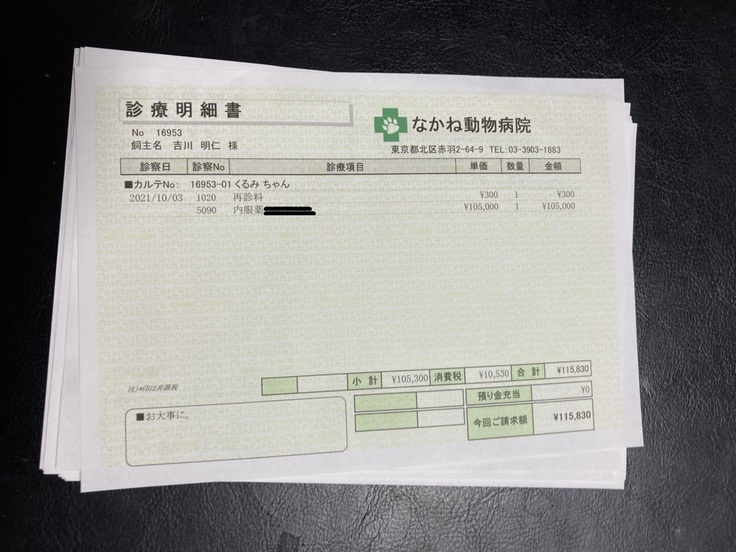 診療明細書
なかね動物病院
No 16953
飼主名 吉川 明仁 様
東京都北区赤羽2-64-9 TEL:03-3903-1883
診察日 診察No 診療項目 単価 数量 金額
■カルテNo: 16953-01 くるみ ちゃん
2021/10/03 1020 再診料 ¥300 1 ¥300
5090 内服薬 ¥105,000 1 ¥105,000
小計 ¥105,300 消費税 ¥10,530 合計 ¥115,830
注)*印は非課税
預り金充当 ¥0
■お大事に。
今回ご請求額 ¥115,830